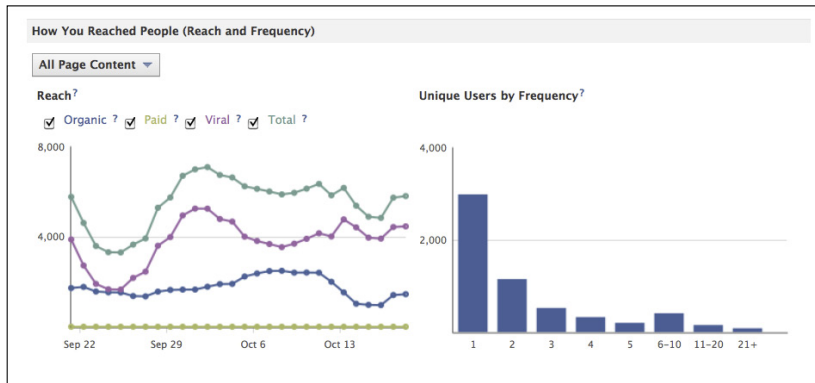 How You Reached People (Reach and Frequency)
All Page Content
Reach?
Unique Users by Frequency?
Organic ? Paid ? Viral ? Total ?
8,000
4,000
Sep 22 Sep 29 Oct 6 Oct 13
4,000
2,000
1 2 3 4 5 6-10 11-20 21+